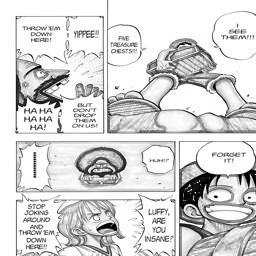 I
SEE
THEM!!!
FIVE
TREASURE
CHESTS!!!
YIPPEE!!
THROW 'EM
DOWN
HERE!!
BUT
DON'T
DROP
THEM
ON US!
HA
HA HA
HA HA!
FORGET
IT!
HUH!?
LUFFY,
ARE YOU
INSANE?
STOP
JOKING
AROUND
AND
THROW 'EM
DOWN
HERE!!